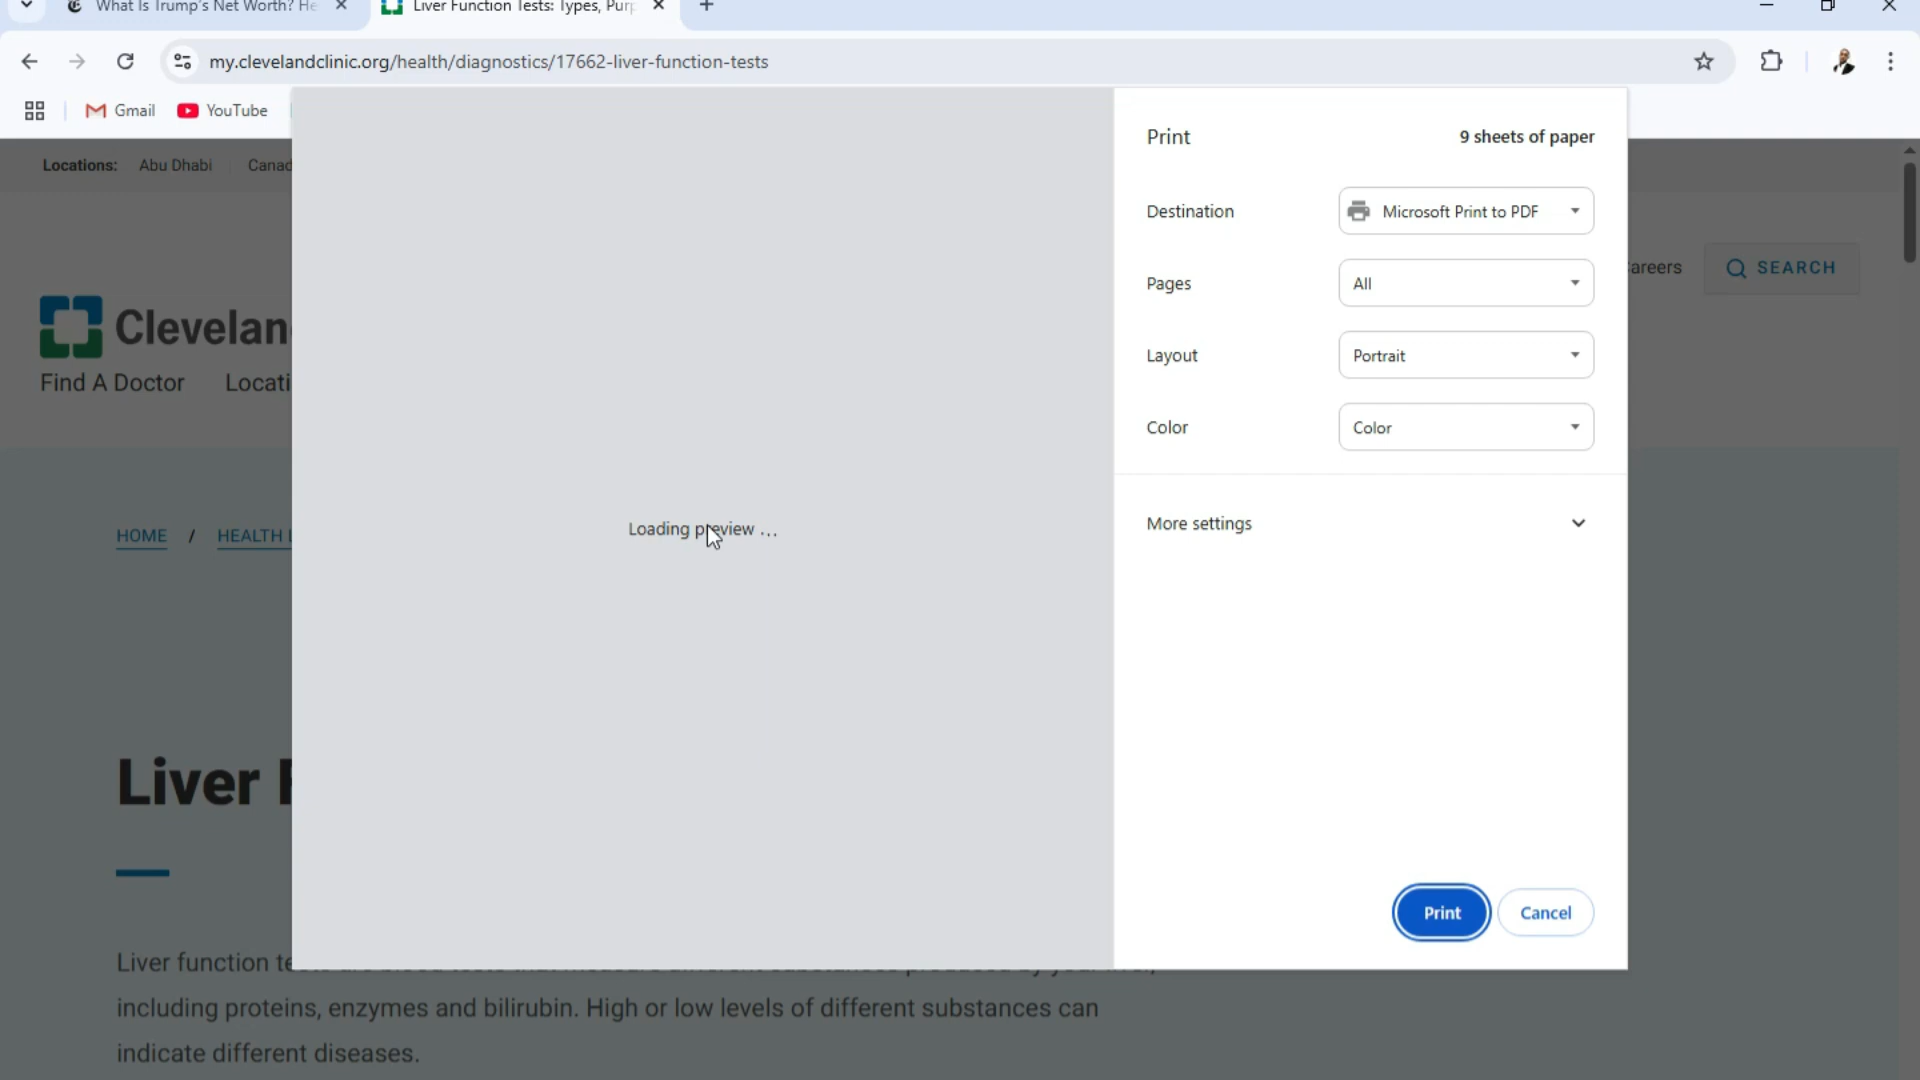 What Is Trump's Net Worth? He
Liver Function Tests: Types, Purp
my.clevelandclinic.org/health/diagnostics/17662-liver-function-tests
Gmail
YouTube
Locations:
Abu Dhabi
Canad
Print
9 sheets of paper
Destination
Microsoft Print to PDF
Pages
All
Careers
SEARCH
Clevelan
Find A Doctor
Locati
Layout
Portrait
Color
Color
HOME / HEALTH L
Loading preview ...
More settings
Liver F
Print
Cancel
Liver function te
including proteins, enzymes and bilirubin. High or low levels of different substances can
indicate different diseases.